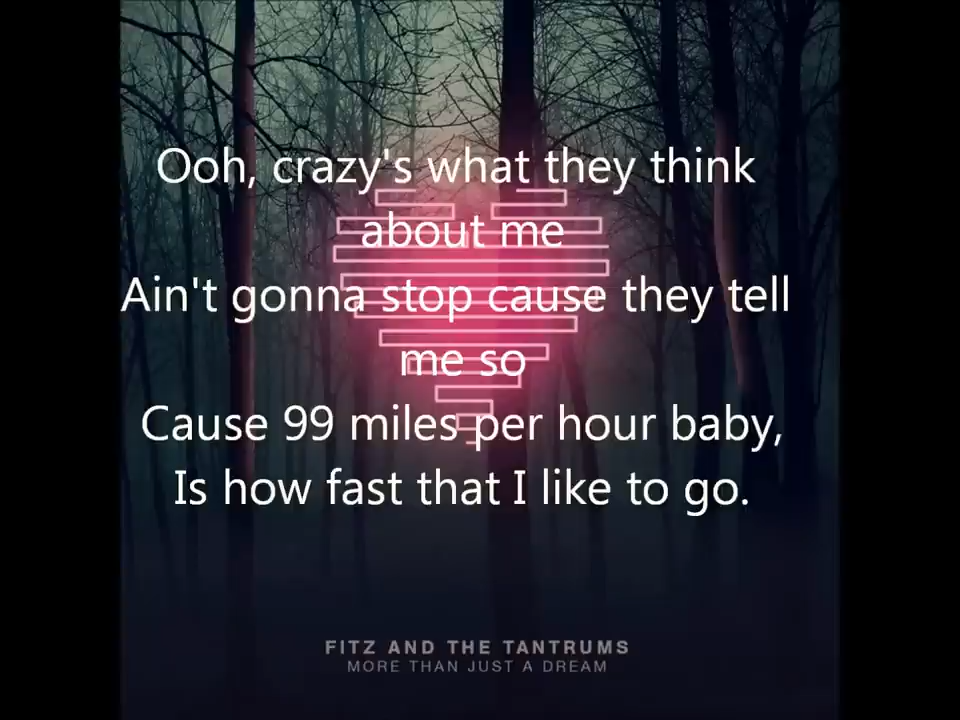 Ooh, crazy's what they think
about me
Ain't gonna stop cause they tell
me so
Cause 99 miles per hour baby,
Is how fast that I like to go.
FITZ AND THE TANTRUMS
MORE THAN JUST A DREAM